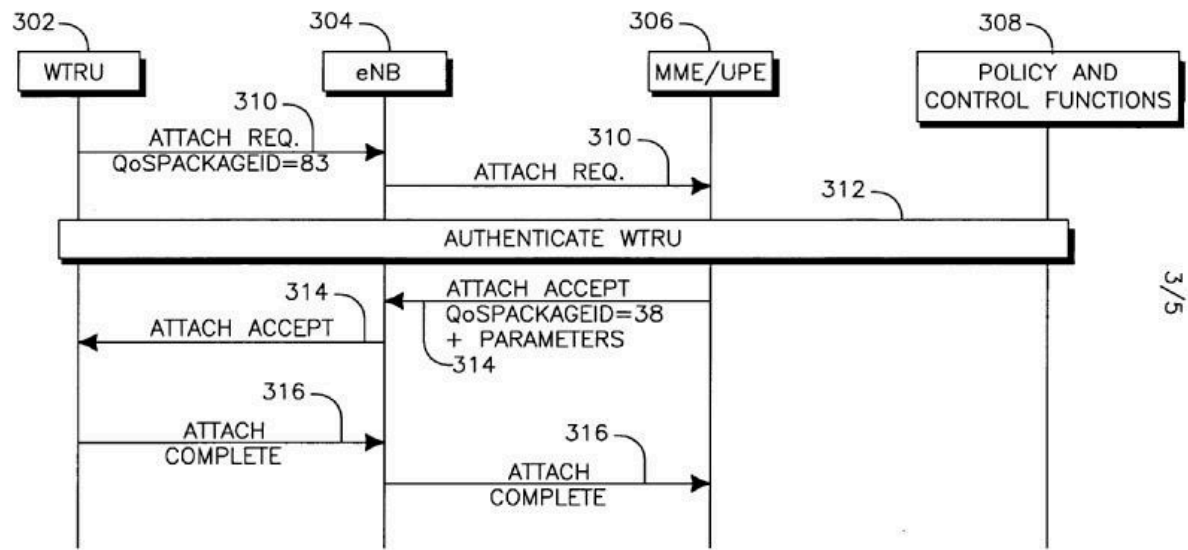 302
304
306
308
WTRU
eNB
MME/UPE
POLICY AND
CONTROL FUNCTIONS
310
ATTACH REQ.
QoSPACKAGEID=83
310
ATTACH REQ.
312
AUTHENTICATE WTRU
314
ATTACH ACCEPT
ATTACH ACCEPT
QoSPACKAGEID=38
+ PARAMETERS
314
316
ATTACH
COMPLETE
316
ATTACH
COMPLETE
3/5